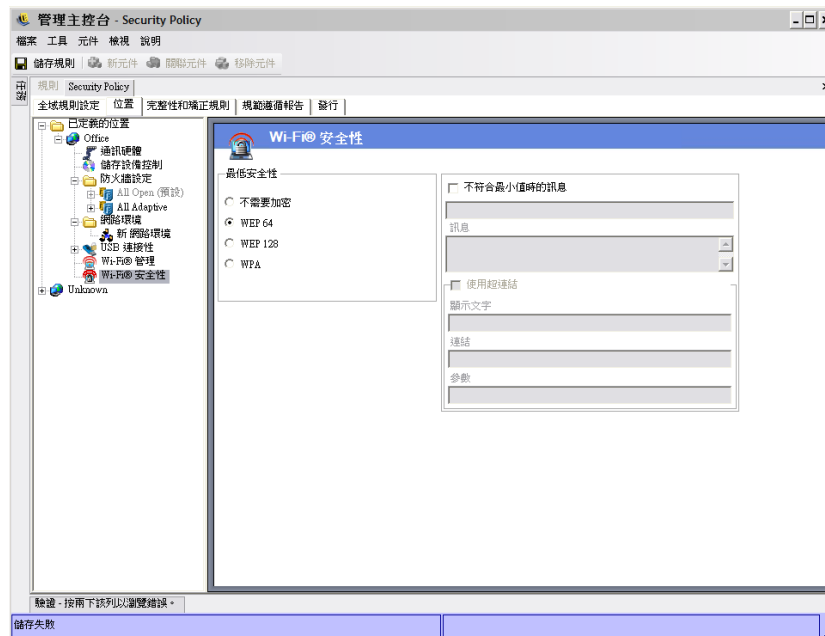 管理主控台 - Security Policy
檔案 工具 元件 檢視 說明
儲存規則 新元件 關聯元件 移除元件
規則 Security Policy
元件
全域規則設定 位置 完整性和矯正規則 規範遵循報告 發行
已定義的位置
Office
通訊硬體
儲存設備控制
防火牆設定
All Open (預設)
All Adaptive
網路環境
新 網路環境
USB 連接性
Wi-Fi® 管理
Wi-Fi® 安全性
Unknown
Wi-Fi® 安全性
最低安全性
不需要加密
WEP 64
WEP 128
WPA
不符合最小值時的訊息
訊息
使用超連結
顯示文字
連結
參數
驗證 - 按兩下該列以瀏覽錯誤。
儲存失敗